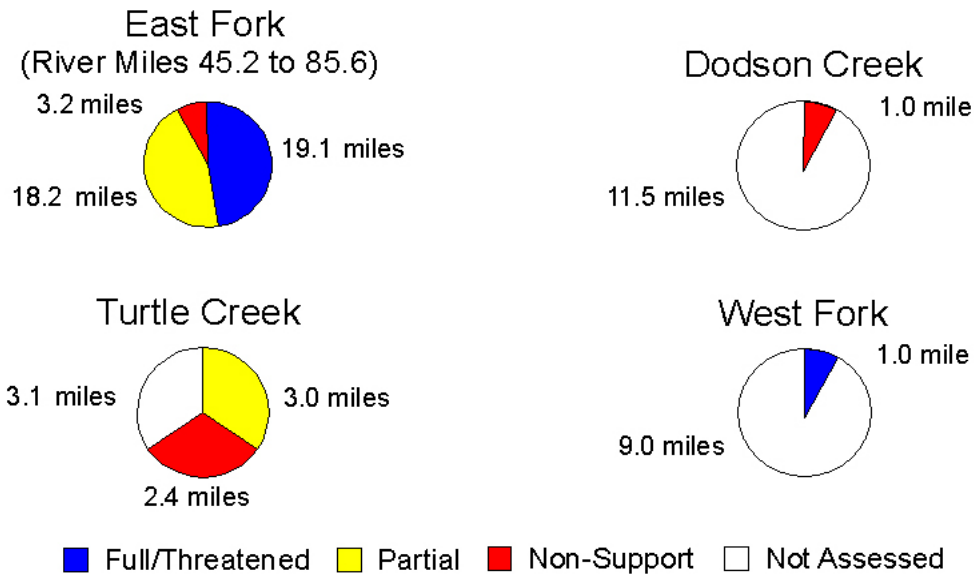 East Fork
(River Miles 45.2 to 85.6)
3.2 miles
19.1 miles
18.2 miles
Dodson Creek
1.0 mile
11.5 miles
Turtle Creek
3.1 miles
3.0 miles
2.4 miles
West Fork
1.0 mile
9.0 miles
Full/Threatened Partial Non-Support Not Assessed